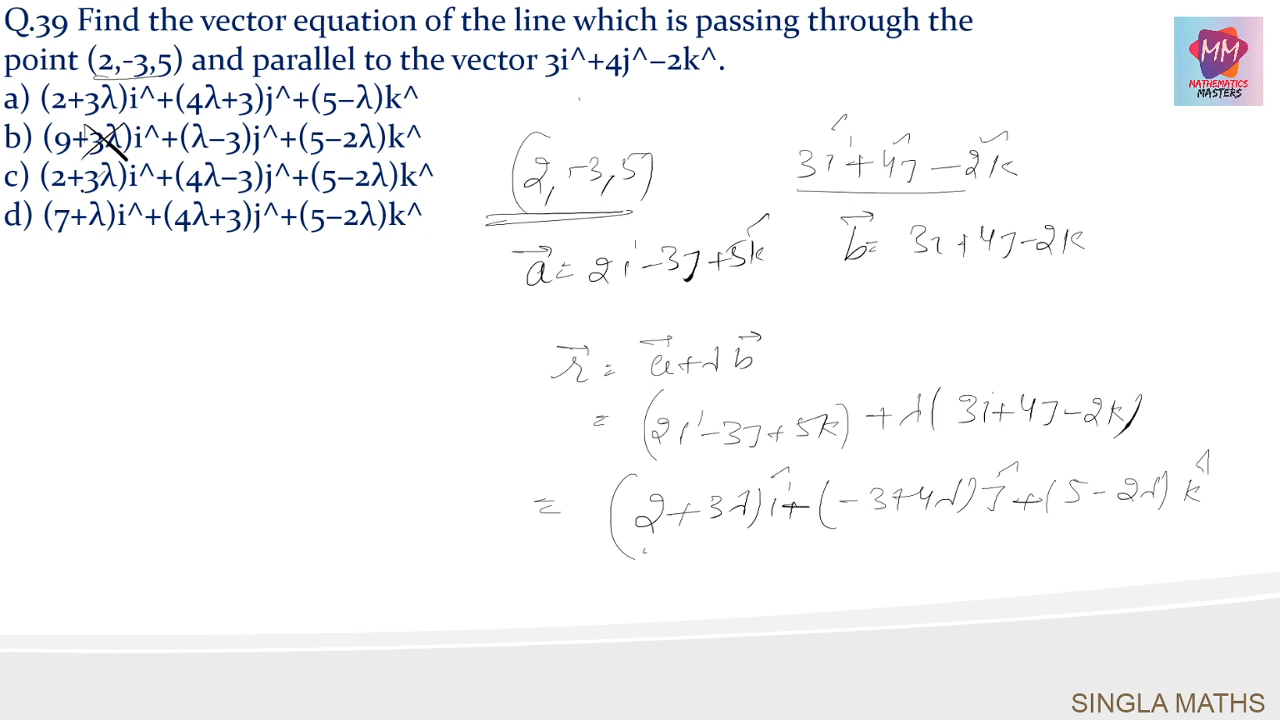 Q.39 Find the vector equation of the line which is passing through the
point (2,-3,5) and parallel to the vector 3i^+4j^−2k^.
a) (2+3λ)i^+(4λ+3)j^+(5−λ)k^
b) (9+3λ)i^+(λ−3)j^+(5−2λ)k^
c) (2+3λ)i^+(4λ−3)j^+(5−2λ)k^
d) (7+λ)i^+(4λ+3)j^+(5−2λ)k^
MM
MATHEMATICS
MASTERS
(2, -3, 5)
3î + 4ĵ - 2k̂
a⃗ = 2i - 3j + 5k̂
b⃗ = 3i + 4j - 2k
r⃗ = a⃗ + λ b⃗
= (2i - 3j + 5k) + λ( 3i + 4j - 2k)
= (2 + 3λ)î + (-3 + 4λ)ĵ + (5 - 2λ) k̂
SINGLA MATHS